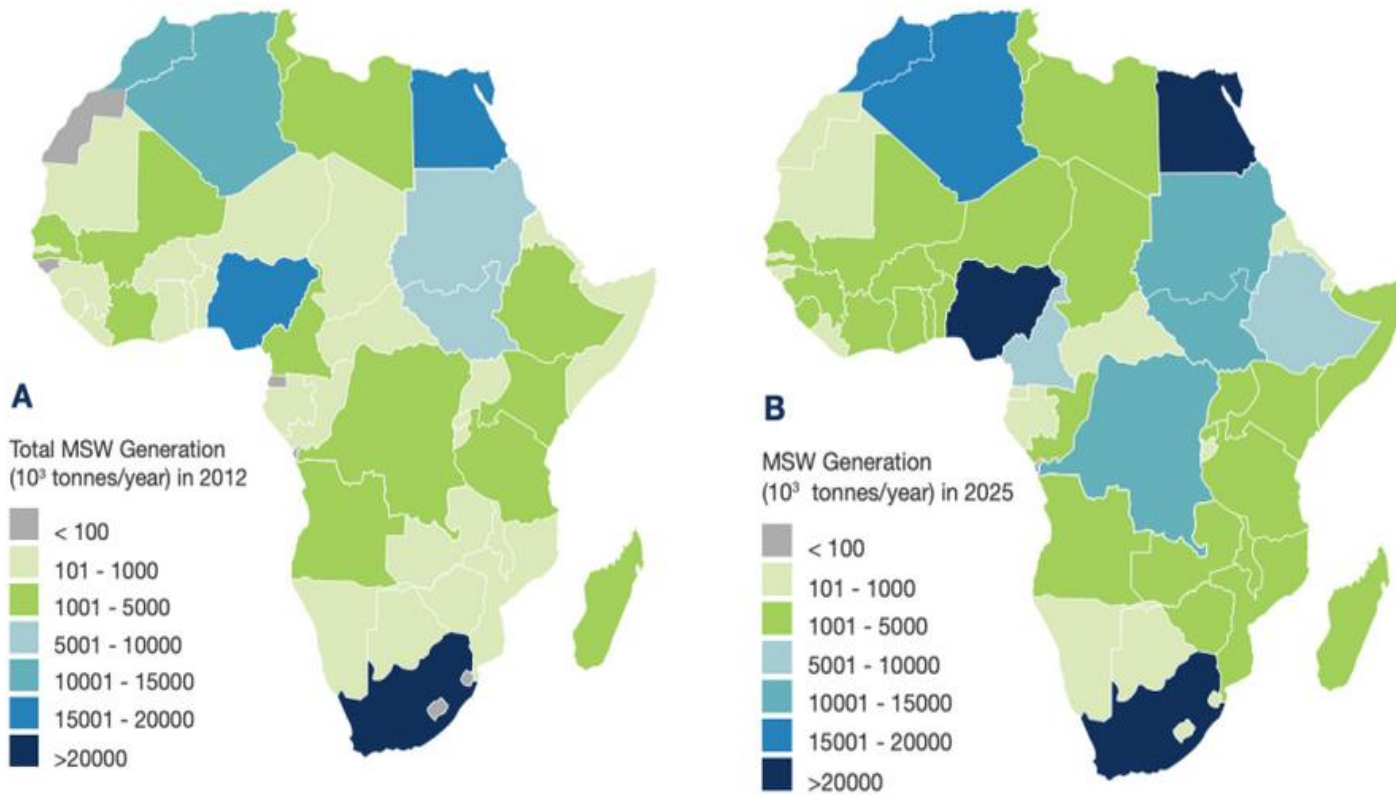 A
Total MSW Generation
(10³ tonnes/year) in 2012
< 100
101 - 1000
1001 - 5000
5001 - 10000
10001 - 15000
15001 - 20000
>20000
B
MSW Generation
(10³ tonnes/year) in 2025
< 100
101 - 1000
1001 - 5000
5001 - 10000
10001 - 15000
15001 - 20000
>20000